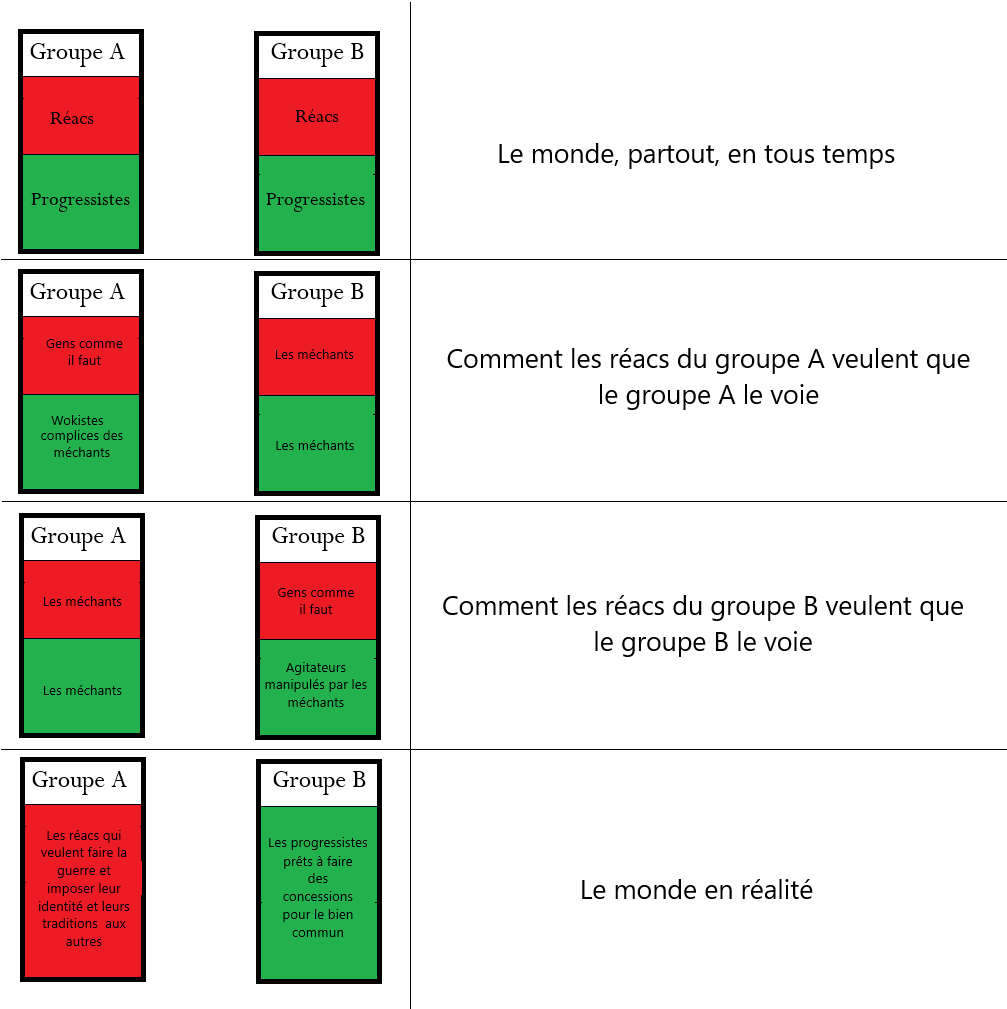 Groupe A
Réacs
Progressistes
Groupe B
Réacs
Progressistes
Le monde, partout, en tous temps
Groupe A
Gens comme
il faut
Wokistes
complices des
méchants
Groupe B
Les méchants
Les méchants
Comment les réacs du groupe A veulent que
le groupe A le voie
Groupe A
Les méchants
Les méchants
Groupe B
Gens comme
il faut
Agitateurs
manipulés par les
méchants
Comment les réacs du groupe B veulent que
le groupe B le voie
Groupe A
Les réacs qui
veulent faire la
guerre et
imposer leur
identité et leurs
traditions aux
autres
Groupe B
Les progressistes
prêts à faire
des
concessions
pour le bien
commun
Le monde en réalité